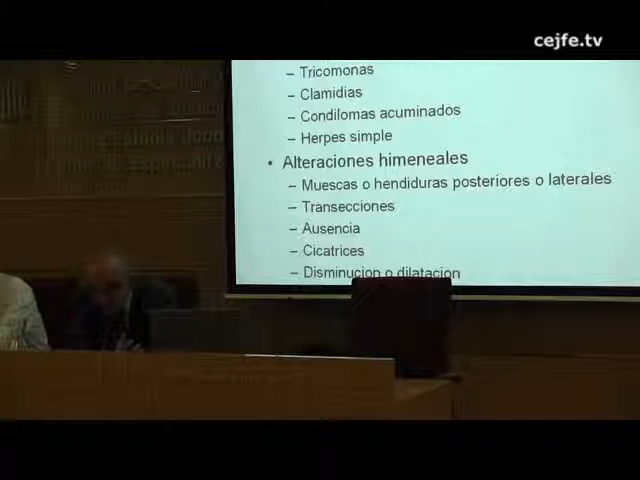 cejfe.tv
– Tricomonas
– Clamidias
– Condilomas acuminados
– Herpes simple
• Alteraciones himeneales
– Muescas o hendiduras posteriores o laterales
– Transecciones
– Ausencia
– Cicatrices
– Disminucion o dilatacion